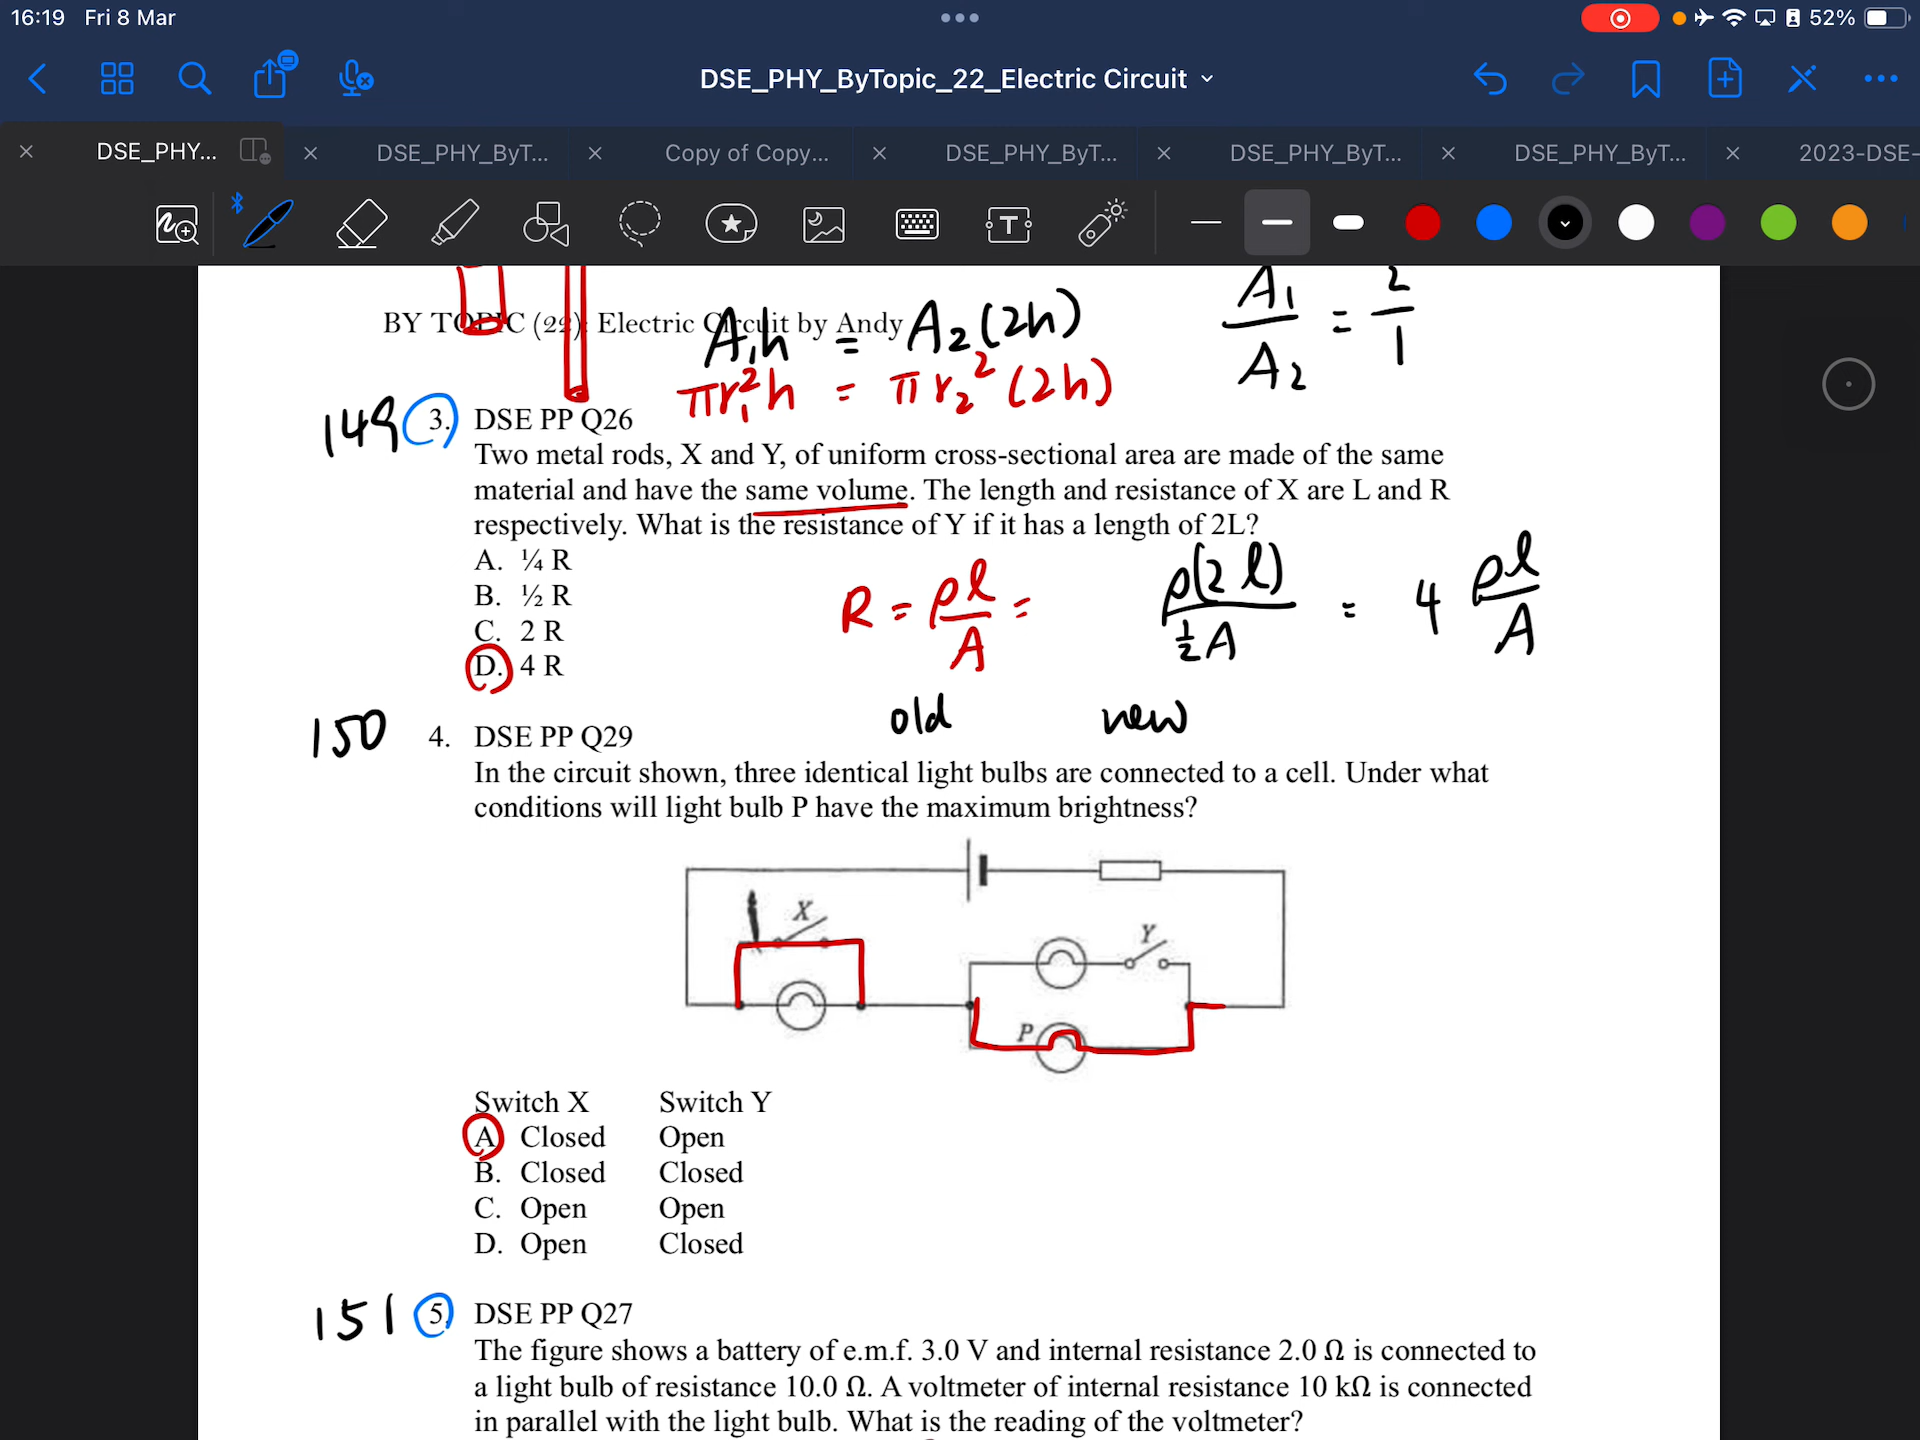 16:19 Fri 8 Mar
52%
DSE_PHY_ByTopic_22_Electric Circuit
DSE_PHY...
DSE_PHY_ByT...
Copy of Copy...
DSE_PHY_ByT...
DSE_PHY_ByT...
DSE_PHY_ByT...
2023-DSE-
T
BY TOPIC (22): Electric Circuit by Andy
A₁h = A₂(2h)
A₁/A₂ = 2/1
πr₁²h = πr₂²(2h)
149 3. DSE PP Q26
Two metal rods, X and Y, of uniform cross-sectional area are made of the same
material and have the same volume. The length and resistance of X are L and R
respectively. What is the resistance of Y if it has a length of 2L?
A. ¼ R
B. ½ R
C. 2 R
D. 4 R
R = ρl/A = ρ(2l)/½A = 4 ρl/A
old new
150 4. DSE PP Q29
In the circuit shown, three identical light bulbs are connected to a cell. Under what
conditions will light bulb P have the maximum brightness?
X
Y
P
Switch X Switch Y
A. Closed Open
B. Closed Closed
C. Open Open
D. Open Closed
151 5. DSE PP Q27
The figure shows a battery of e.m.f. 3.0 V and internal resistance 2.0 Ω is connected to
a light bulb of resistance 10.0 Ω. A voltmeter of internal resistance 10 kΩ is connected
in parallel with the light bulb. What is the reading of the voltmeter?